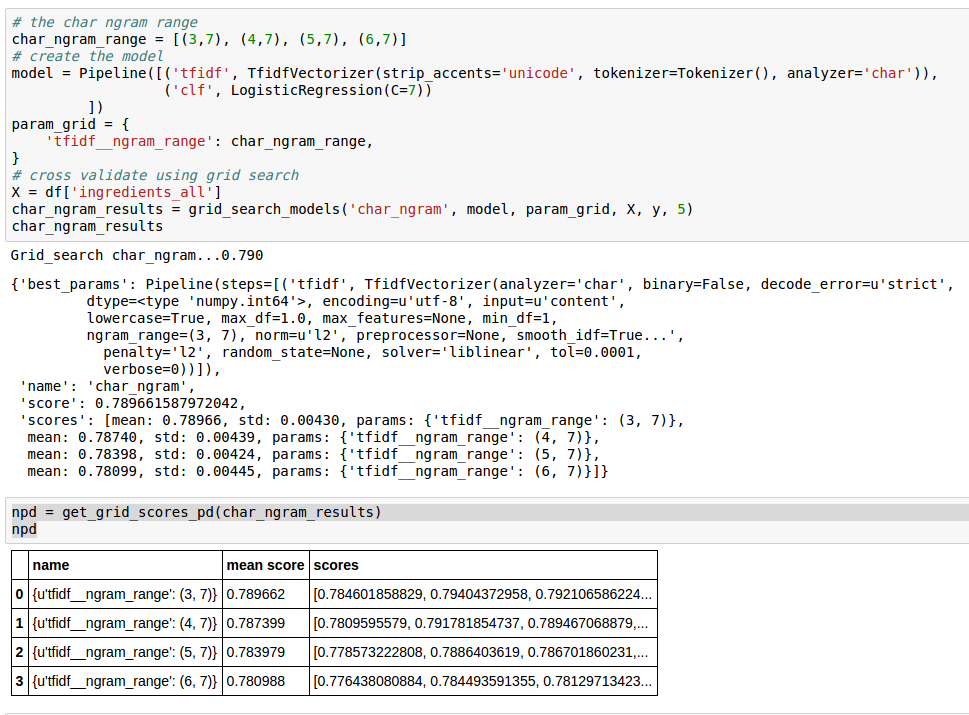 # the char ngram range
char_ngram_range = [(3,7), (4,7), (5,7), (6,7)]
# create the model
model = Pipeline([('tfidf', TfidfVectorizer(strip_accents='unicode', tokenizer=Tokenizer(), analyzer='char')),
                  ('clf', LogisticRegression(C=7))
         ])
param_grid = {
    'tfidf__ngram_range': char_ngram_range,
}
# cross validate using grid search
X = df['ingredients_all']
char_ngram_results = grid_search_models('char_ngram', model, param_grid, X, y, 5)
char_ngram_results
Grid_search char_ngram...0.790
{'best_params': Pipeline(steps=[('tfidf', TfidfVectorizer(analyzer='char', binary=False, decode_error=u'strict',
         dtype=<type 'numpy.int64'>, encoding=u'utf-8', input=u'content',
         lowercase=True, max_df=1.0, max_features=None, min_df=1,
         ngram_range=(3, 7), norm=u'l2', preprocessor=None, smooth_idf=True...',
           penalty='l2', random_state=None, solver='liblinear', tol=0.0001,
           verbose=0))]),
 'name': 'char_ngram',
 'score': 0.789661587972042,
 'scores': [mean: 0.78966, std: 0.00430, params: {'tfidf__ngram_range': (3, 7)},
  mean: 0.78740, std: 0.00439, params: {'tfidf__ngram_range': (4, 7)},
  mean: 0.78398, std: 0.00424, params: {'tfidf__ngram_range': (5, 7)},
  mean: 0.78099, std: 0.00445, params: {'tfidf__ngram_range': (6, 7)}]}
npd = get_grid_scores_pd(char_ngram_results)
npd
name mean score scores
0 {u'tfidf__ngram_range': (3, 7)} 0.789662 [0.784601858829, 0.79404372958, 0.792106586224...
1 {u'tfidf__ngram_range': (4, 7)} 0.787399 [0.7809595579, 0.791781854737, 0.789467068879,...
2 {u'tfidf__ngram_range': (5, 7)} 0.783979 [0.778573222808, 0.7886403619, 0.786701860231,...
3 {u'tfidf__ngram_range': (6, 7)} 0.780988 [0.776438080884, 0.784493591355, 0.78129713423...